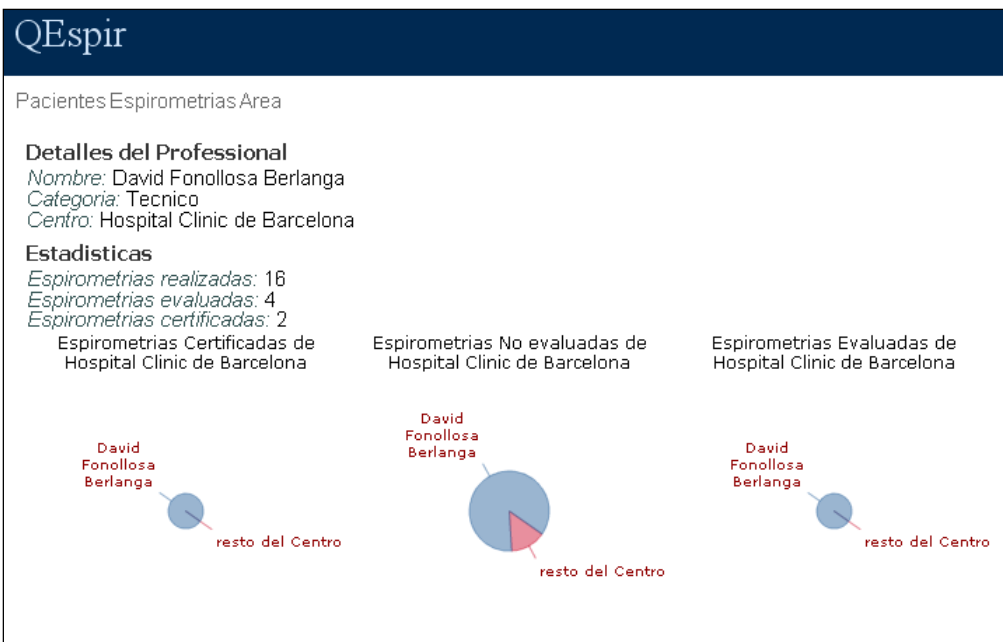 QEspir
Pacientes Espirometrias Area
Detalles del Professional
Nombre: David Fonollosa Berlanga
Categoria: Tecnico
Centro: Hospital Clinic de Barcelona
Estadisticas
Espirometrias realizadas: 16
Espirometrias evaluadas: 4
Espirometrias certificadas: 2
Espirometrias Certificadas de
Hospital Clinic de Barcelona
David
Fonollosa
Berlanga
resto del Centro
Espirometrias No evaluadas de
Hospital Clinic de Barcelona
David
Fonollosa
Berlanga
resto del Centro
Espirometrias Evaluadas de
Hospital Clinic de Barcelona
David
Fonollosa
Berlanga
resto del Centro